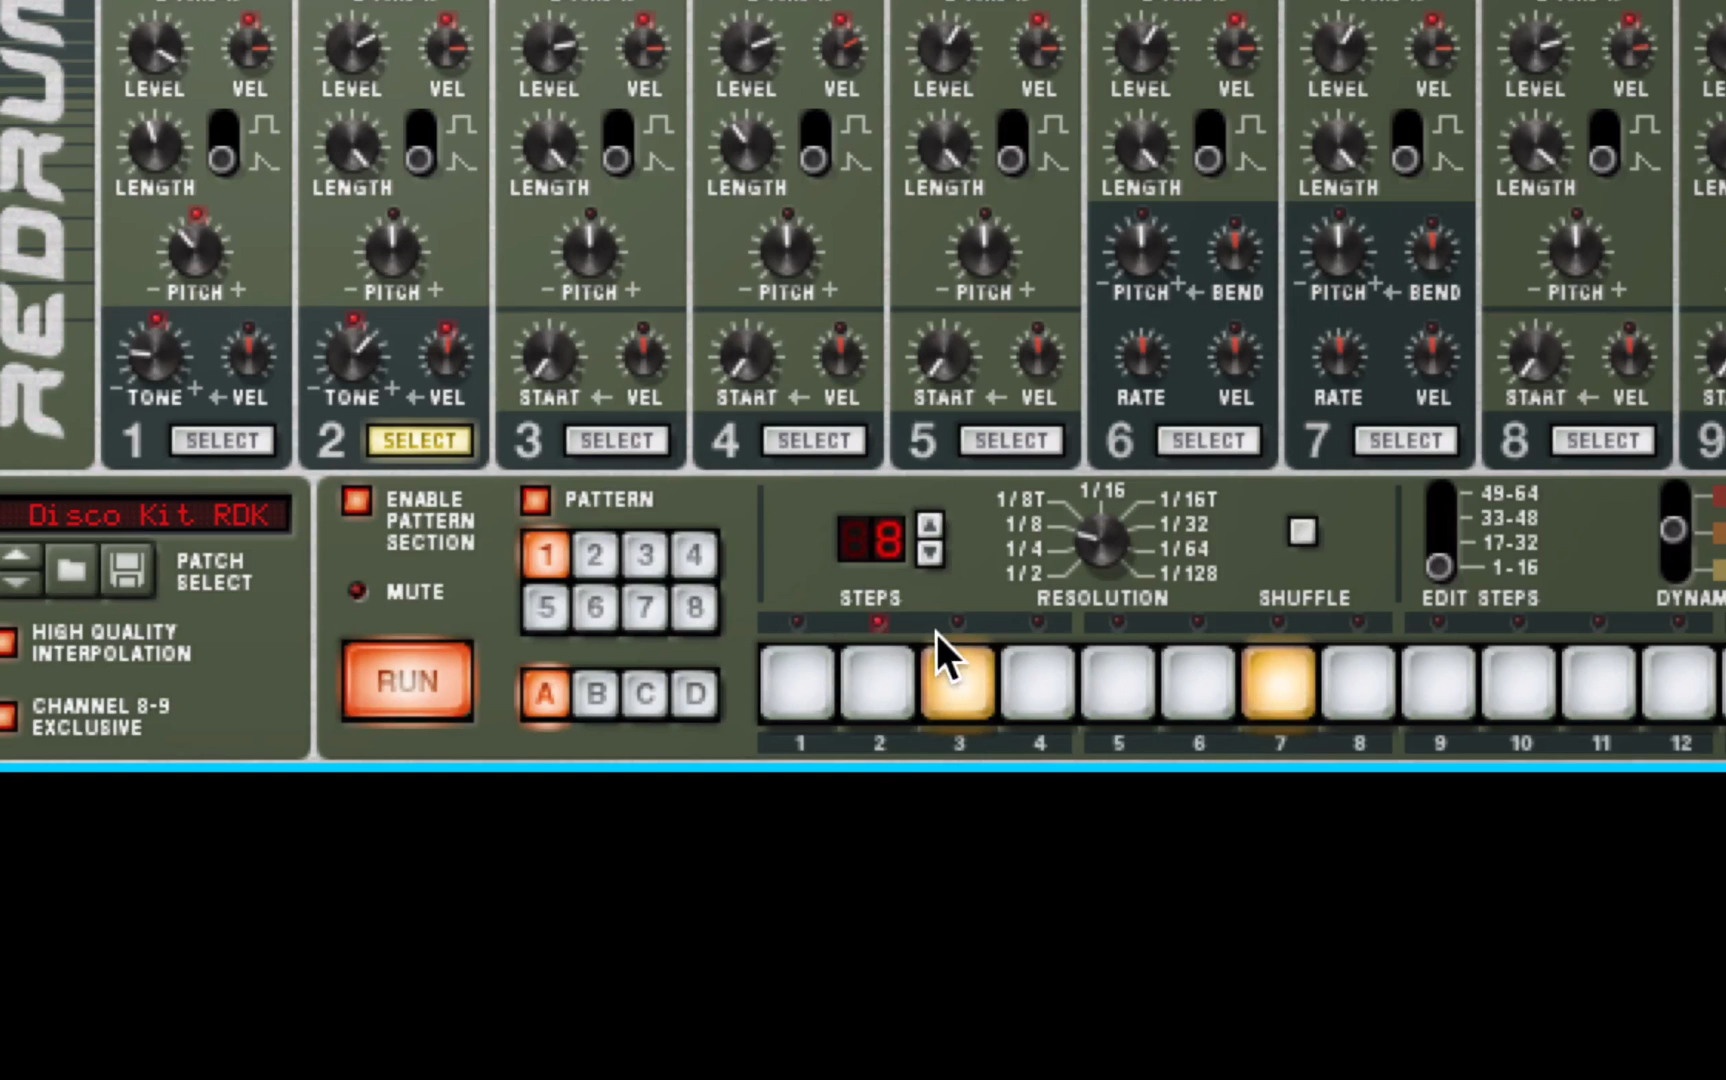 REDRUM
LEVEL VEL LEVEL VEL LEVEL VEL LEVEL VEL LEVEL VEL LEVEL VEL LEVEL VEL LEVEL VEL
LENGTH LENGTH LENGTH LENGTH LENGTH LENGTH LENGTH LENGTH LEN
- PITCH + - PITCH + - PITCH + - PITCH + - PITCH + - PITCH + ← BEND - PITCH + ← BEND - PITCH +
- TONE + ← VEL - TONE + ← VEL START ← VEL START ← VEL START ← VEL RATE VEL RATE VEL START ← VEL ST
1 SELECT 2 SELECT 3 SELECT 4 SELECT 5 SELECT 6 SELECT 7 SELECT 8 SELECT 9
Disco Kit RDK
PATCH
SELECT
HIGH QUALITY
INTERPOLATION
CHANNEL 8-9
EXCLUSIVE
ENABLE
PATTERN
SECTION
MUTE
RUN
PATTERN
1 2 3 4
5 6 7 8
A B C D
8
STEPS
1/16
1/8T 1/16T
1/8 1/32
1/4 1/64
1/2 1/128
RESOLUTION
SHUFFLE
49-64
33-48
17-32
1-16
EDIT STEPS
DYNAM
1 2 3 4 5 6 7 8 9 10 11 12